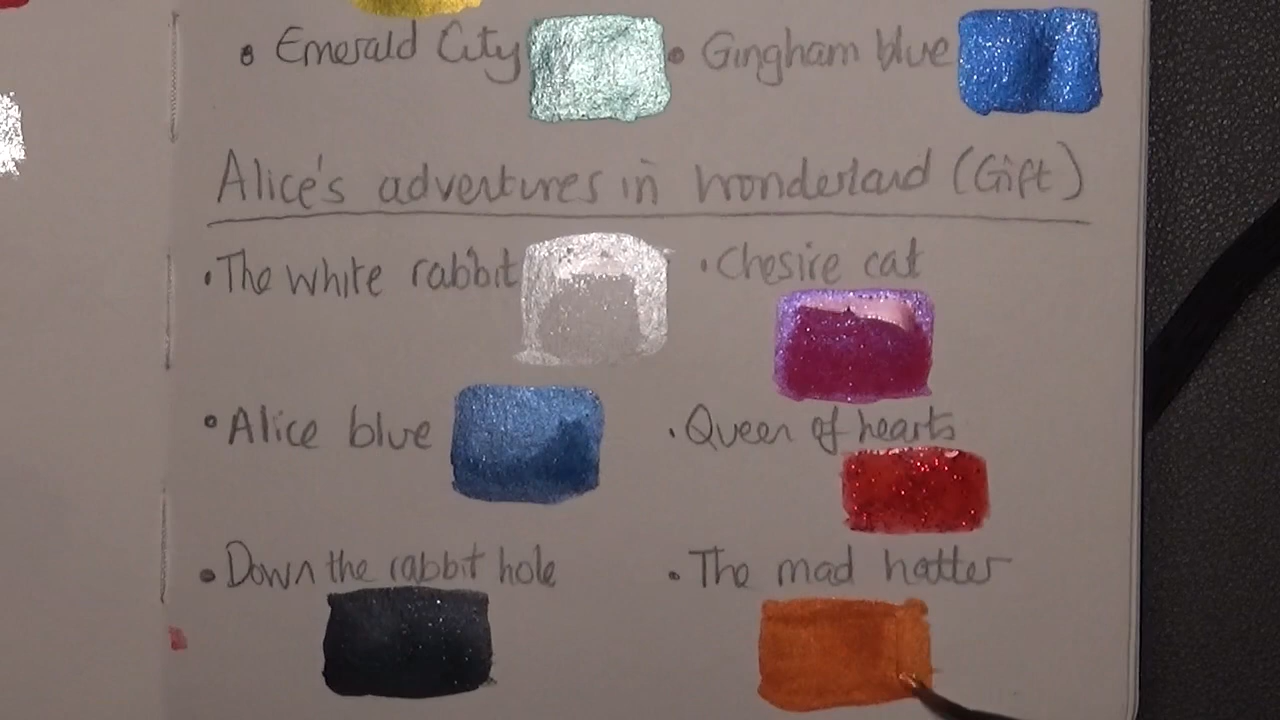 • Emerald City • Gingham blue
Alice's adventures in wonderland (Gift)
• The white rabbit • Chesire cat
• Alice blue • Queen of hearts
• Down the rabbit hole • The mad hatter